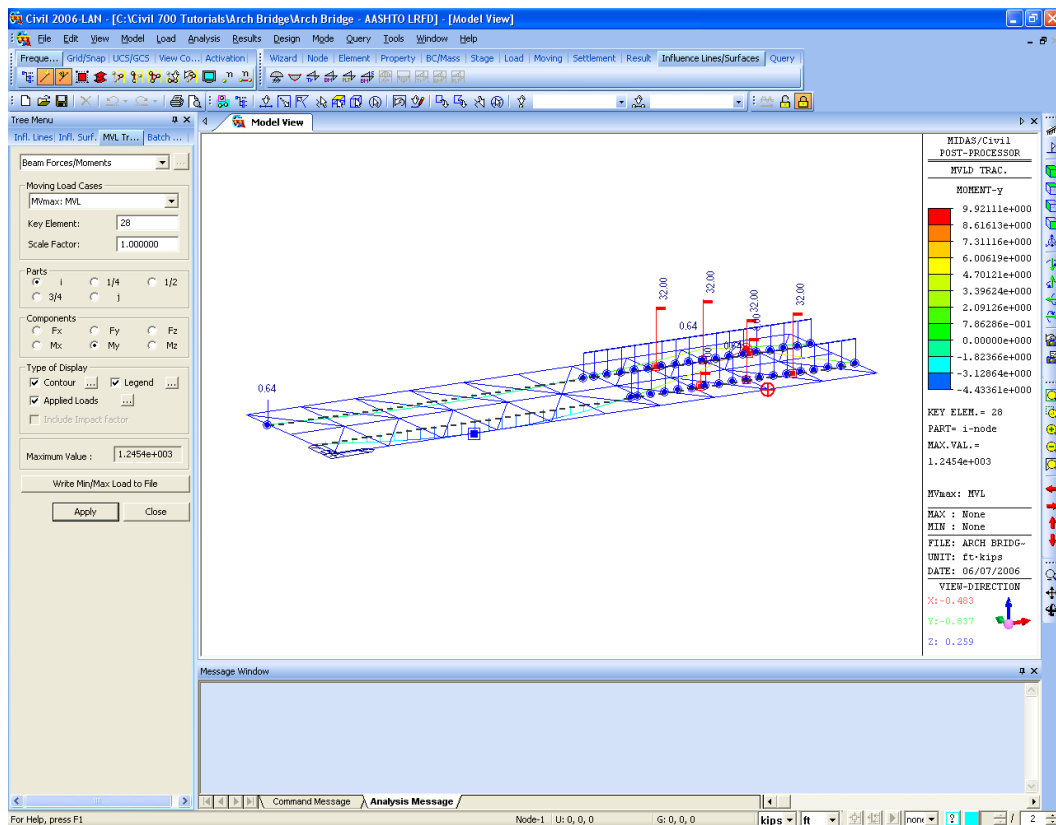 Civil 2006-LAN - [C:\Civil 700 Tutorials\Arch Bridge\Arch Bridge - AASHTO LRFD] - [Model View]
File Edit View Model Load Analysis Results Design Mode Query Tools Window Help
Freque... Grid/Snap UCS/GCS View Co... Activation Wizard Node Element Property BC/Mass Stage Load Moving Settlement Result Influence Lines/Surfaces Query
Tree Menu
Infl. Lines Infl. Surf. MVL Tr... Batch ...
Beam Forces/Moments ...
Moving Load Cases
MVmax: MVL
Key Element: 28
Scale Factor: 1.000000
Parts
i 1/4 1/2
3/4 j
Components
Fx Fy Fz
Mx My Mz
Type of Display
Contour ... Legend ...
Applied Loads ...
Include Impact factor
Maximum Value : 1.2454e+003
Write Min/Max Load to File
Apply Close
Model View
32.00
32.00
32.00
32.00
0.64
0.64
0.64
MIDAS/Civil
POST-PROCESSOR
MVLD TRAC.
MOMENT-y
9.92111e+000
8.61613e+000
7.31116e+000
6.00619e+000
4.70121e+000
3.39624e+000
2.09126e+000
7.86286e-001
0.00000e+000
-1.82366e+000
-3.12864e+000
-4.43361e+000
KEY ELEM.= 28
PART= i-node
MAX.VAL.=
1.2454e+003
MVmax: MVL
MAX : None
MIN : None
FILE: ARCH BRIDG~
UNIT: ft·kips
DATE: 06/07/2006
VIEW-DIRECTION
X:-0.483
Y:-0.837
Z: 0.259
Message Window
Command Message Analysis Message
For Help, press F1 Node-1 U: 0, 0, 0 G: 0, 0, 0 kips ft none ? / 2